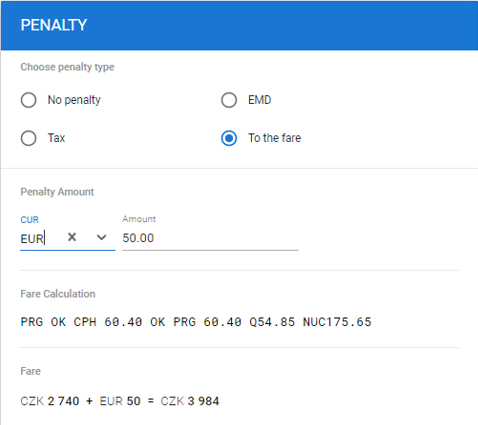 PENALTY
Choose penalty type
No penalty
EMD
Tax
To the fare
Penalty Amount
CUR
Amount
EUR
50.00
Fare Calculation
PRG OK CPH 60.40 OK PRG 60.40 Q54.85 NUC175.65
Fare
CZK 2 740 + EUR 50 = CZK 3 984